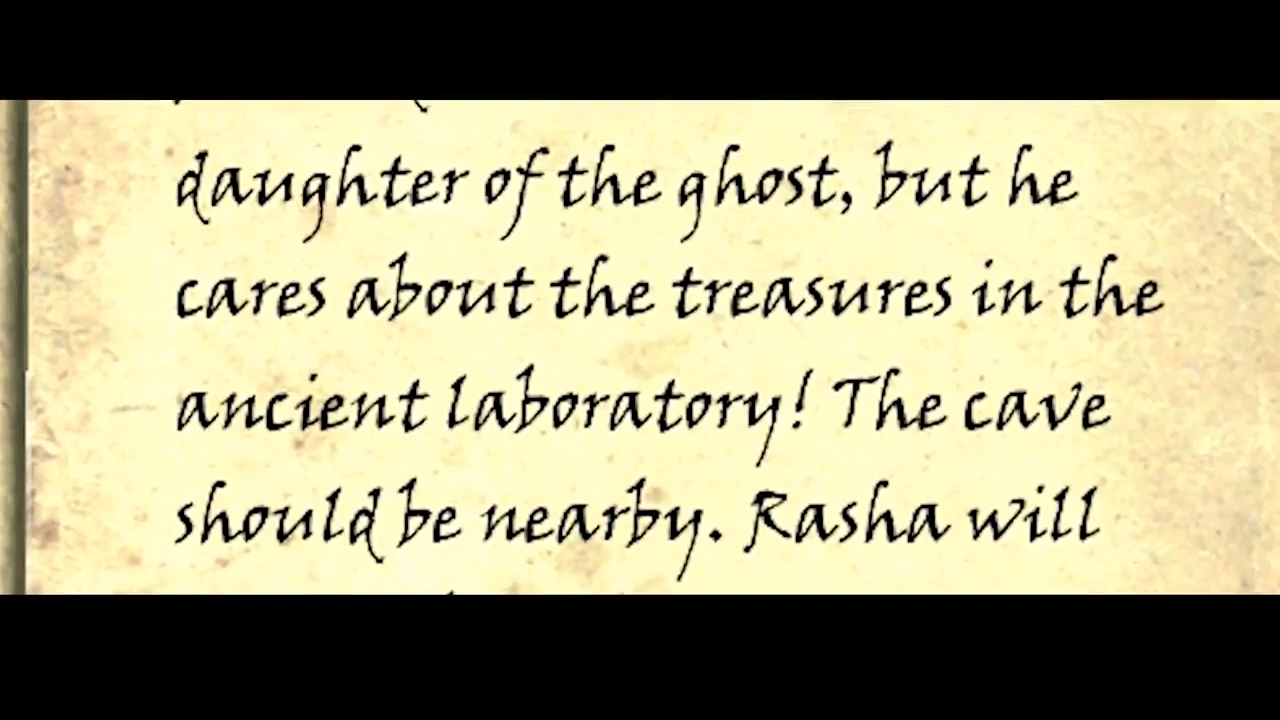 daughter of the ghost, but he
cares about the treasures in the
ancient laboratory! The cave
should be nearby. Rasha will